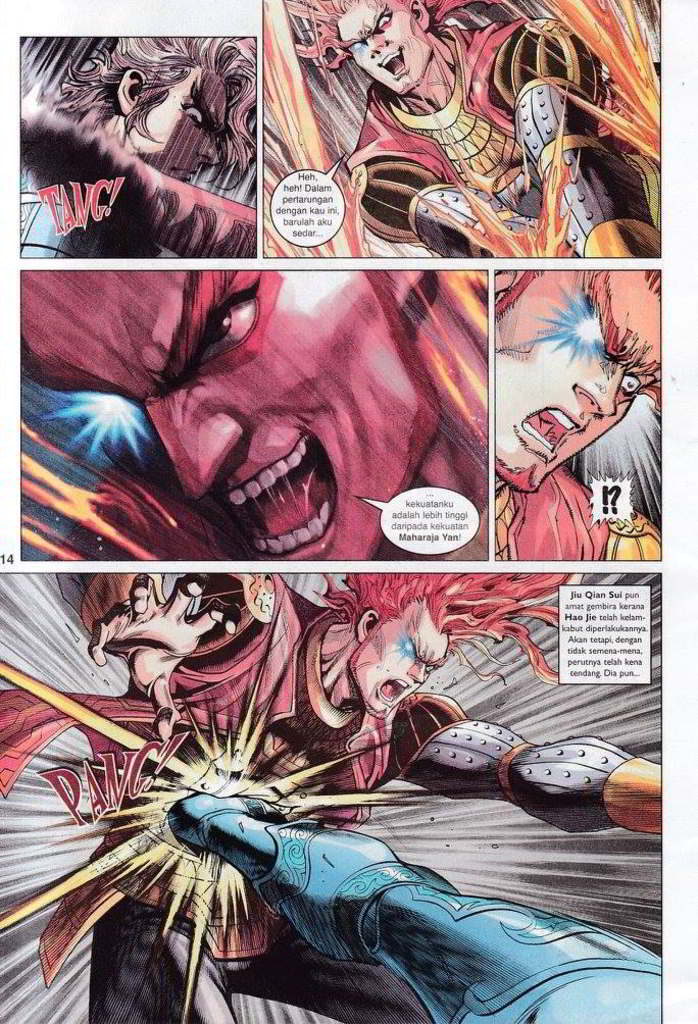 TANG!
Heh,
heh! Dalam
pertarungan
dengan kau ini,
barulah aku
sedar...
...
kekuatanku
adalah lebih tinggi
daripada kekuatan
Maharaja Yan!
!?
14
Jiu Qian Sui pun
amat gembira kerana
Hao Jie telah kelam-
kabut diperlakukannya.
Akan tetapi, dengan
tidak semena-mena,
perutnya telah kena
tendang. Dia pun...
PANG!